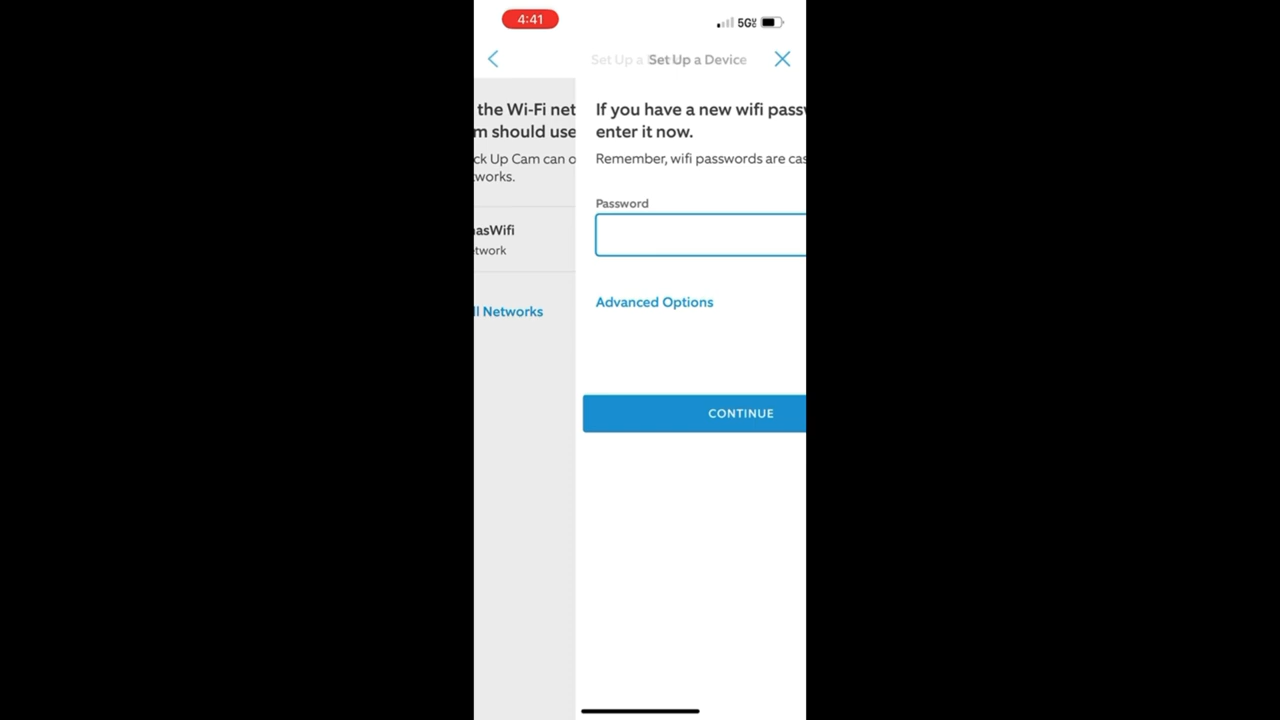 4:41
5G
Set Up a Device
the Wi-Fi net
m should use
ck Up Cam can o
tworks.
asWifi
twork
ll Networks
If you have a new wifi passw
enter it now.
Remember, wifi passwords are cas
Password
Advanced Options
CONTINUE